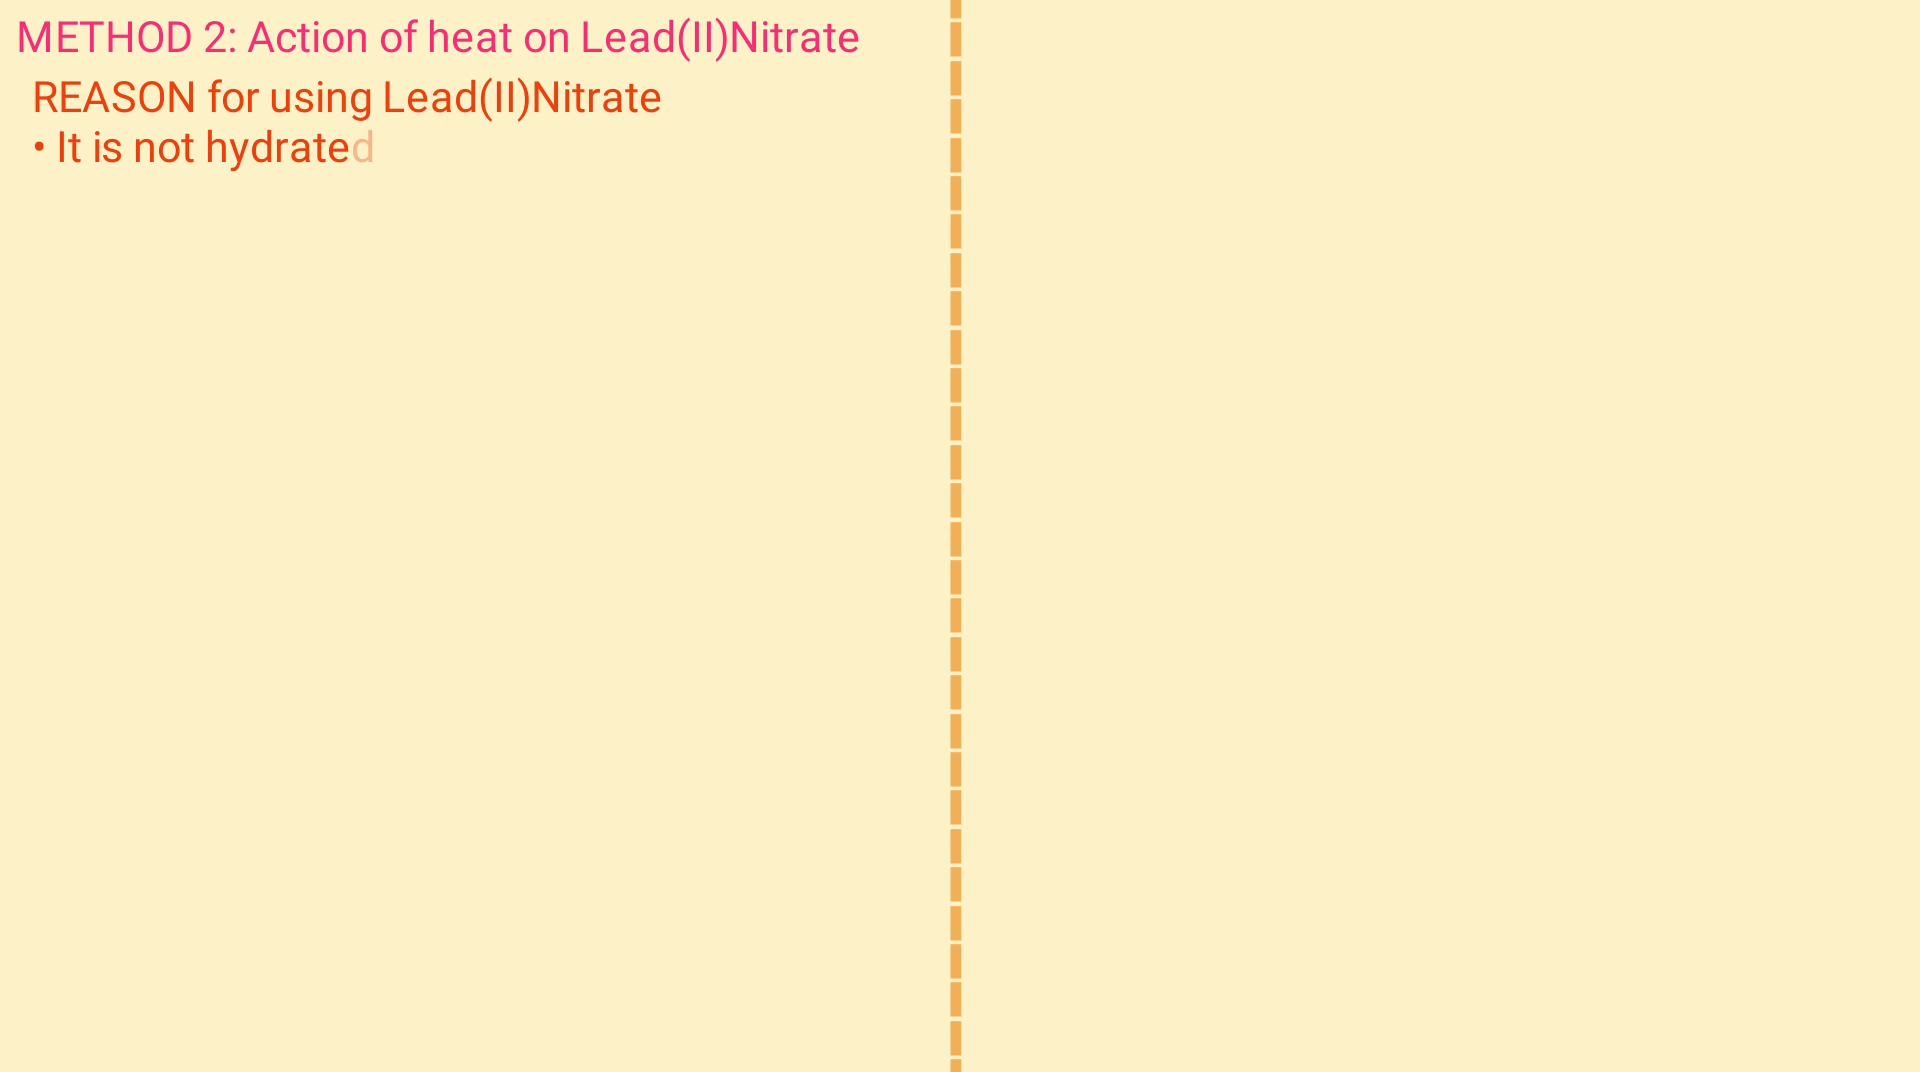 METHOD 2: Action of heat on Lead(II)Nitrate
REASON for using Lead(II)Nitrate
• It is not hydrated